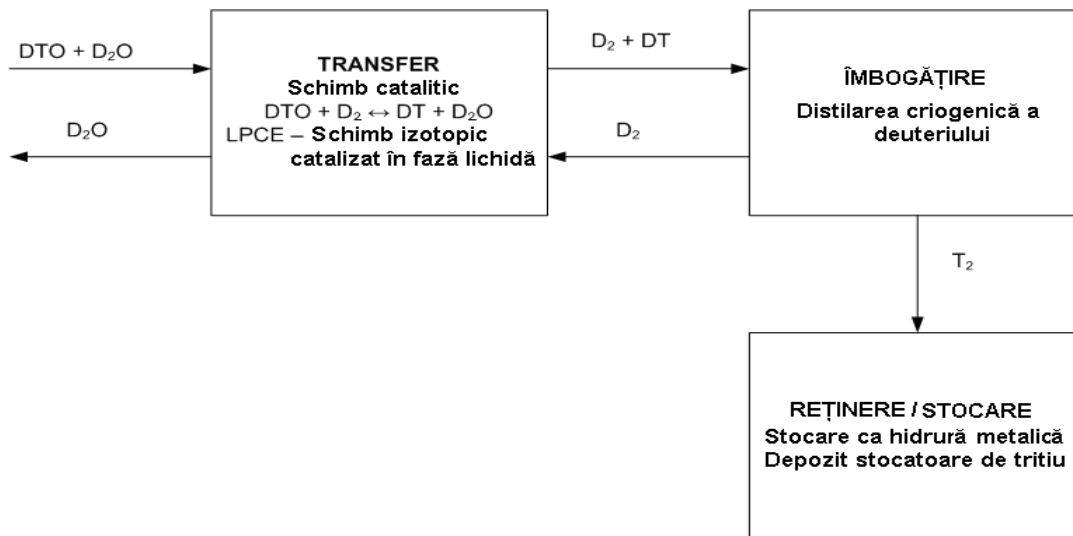 DTO + D₂O
D₂O
TRANSFER
Schimb catalitic
DTO + D₂ ↔ DT + D₂O
LPCE – Schimb izotopic
catalizat în fază lichidă
D₂ + DT
D₂
ÎMBOGĂȚIRE
Distilarea criogenică a
deuteriului
T₂
REȚINERE / STOCARE
Stocare ca hidrură metalică
Depozit stocatoare de tritiu